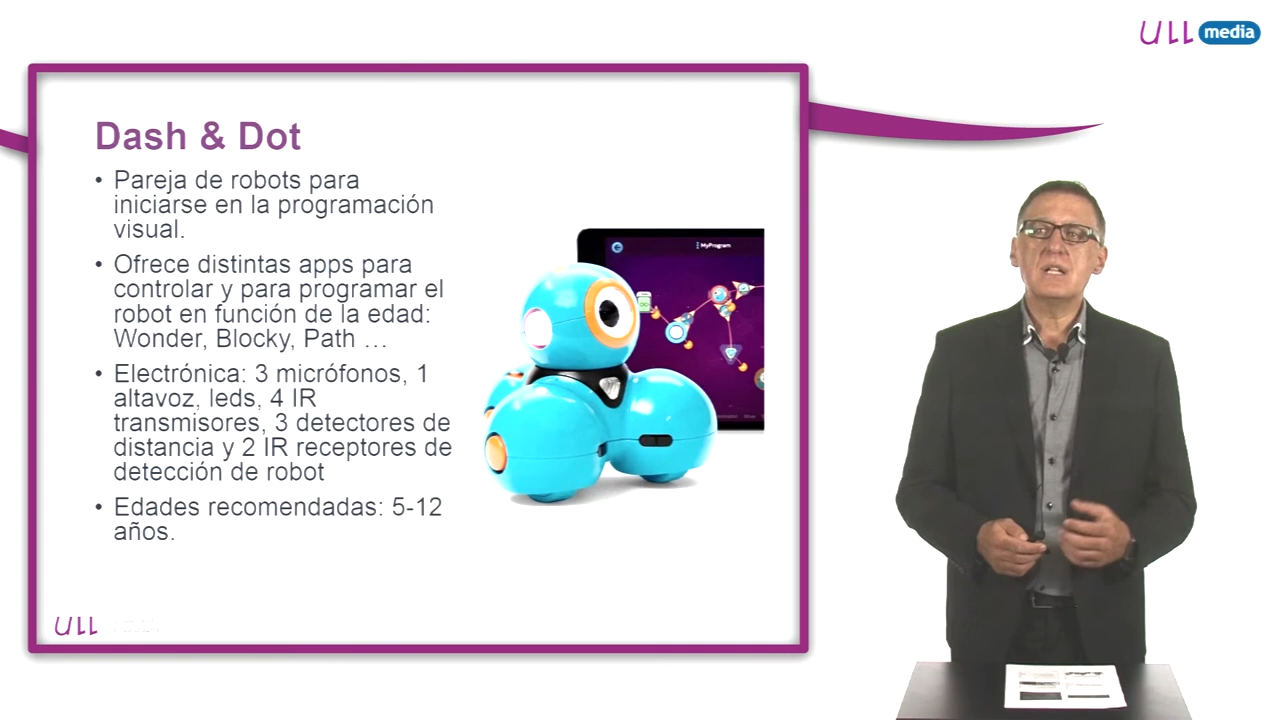 ULL media
Dash & Dot
• Pareja de robots para
iniciarse en la programación
visual.
• Ofrece distintas apps para
controlar y para programar el
robot en función de la edad:
Wonder, Blocky, Path ...
• Electrónica: 3 micrófonos, 1
altavoz, leds, 4 IR
transmisores, 3 detectores de
distancia y 2 IR receptores de
detección de robot
• Edades recomendadas: 5-12
años.
MyProgram
ULL